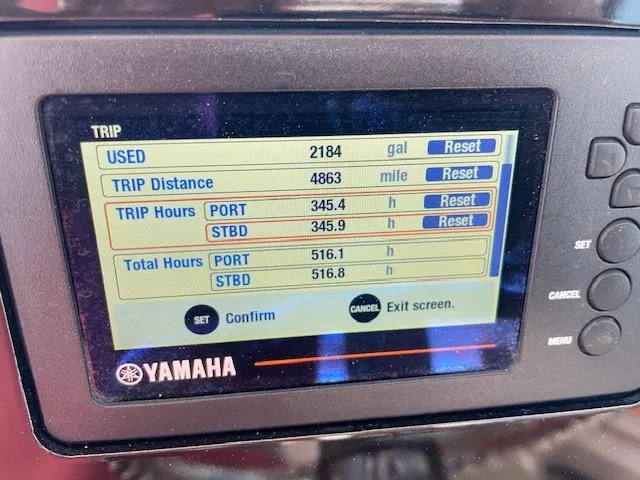 TRIP
USED 2184 gal Reset
TRIP Distance 4863 mile Reset
TRIP Hours PORT 345.4 h Reset
STBD 345.9 h Reset
Total Hours PORT 516.1 h
STBD 516.8 h
SET Confirm CANCEL Exit screen.
YAMAHA
SET
CANCEL
MENU